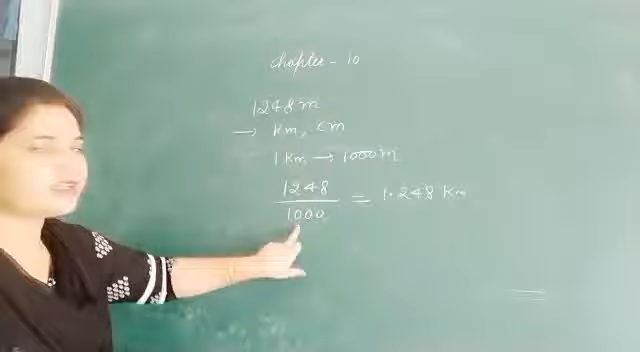 Chapter - 10
1248 m
→ Km, cm
1 Km → 1000 m
1248
1000
= 1.248 Km